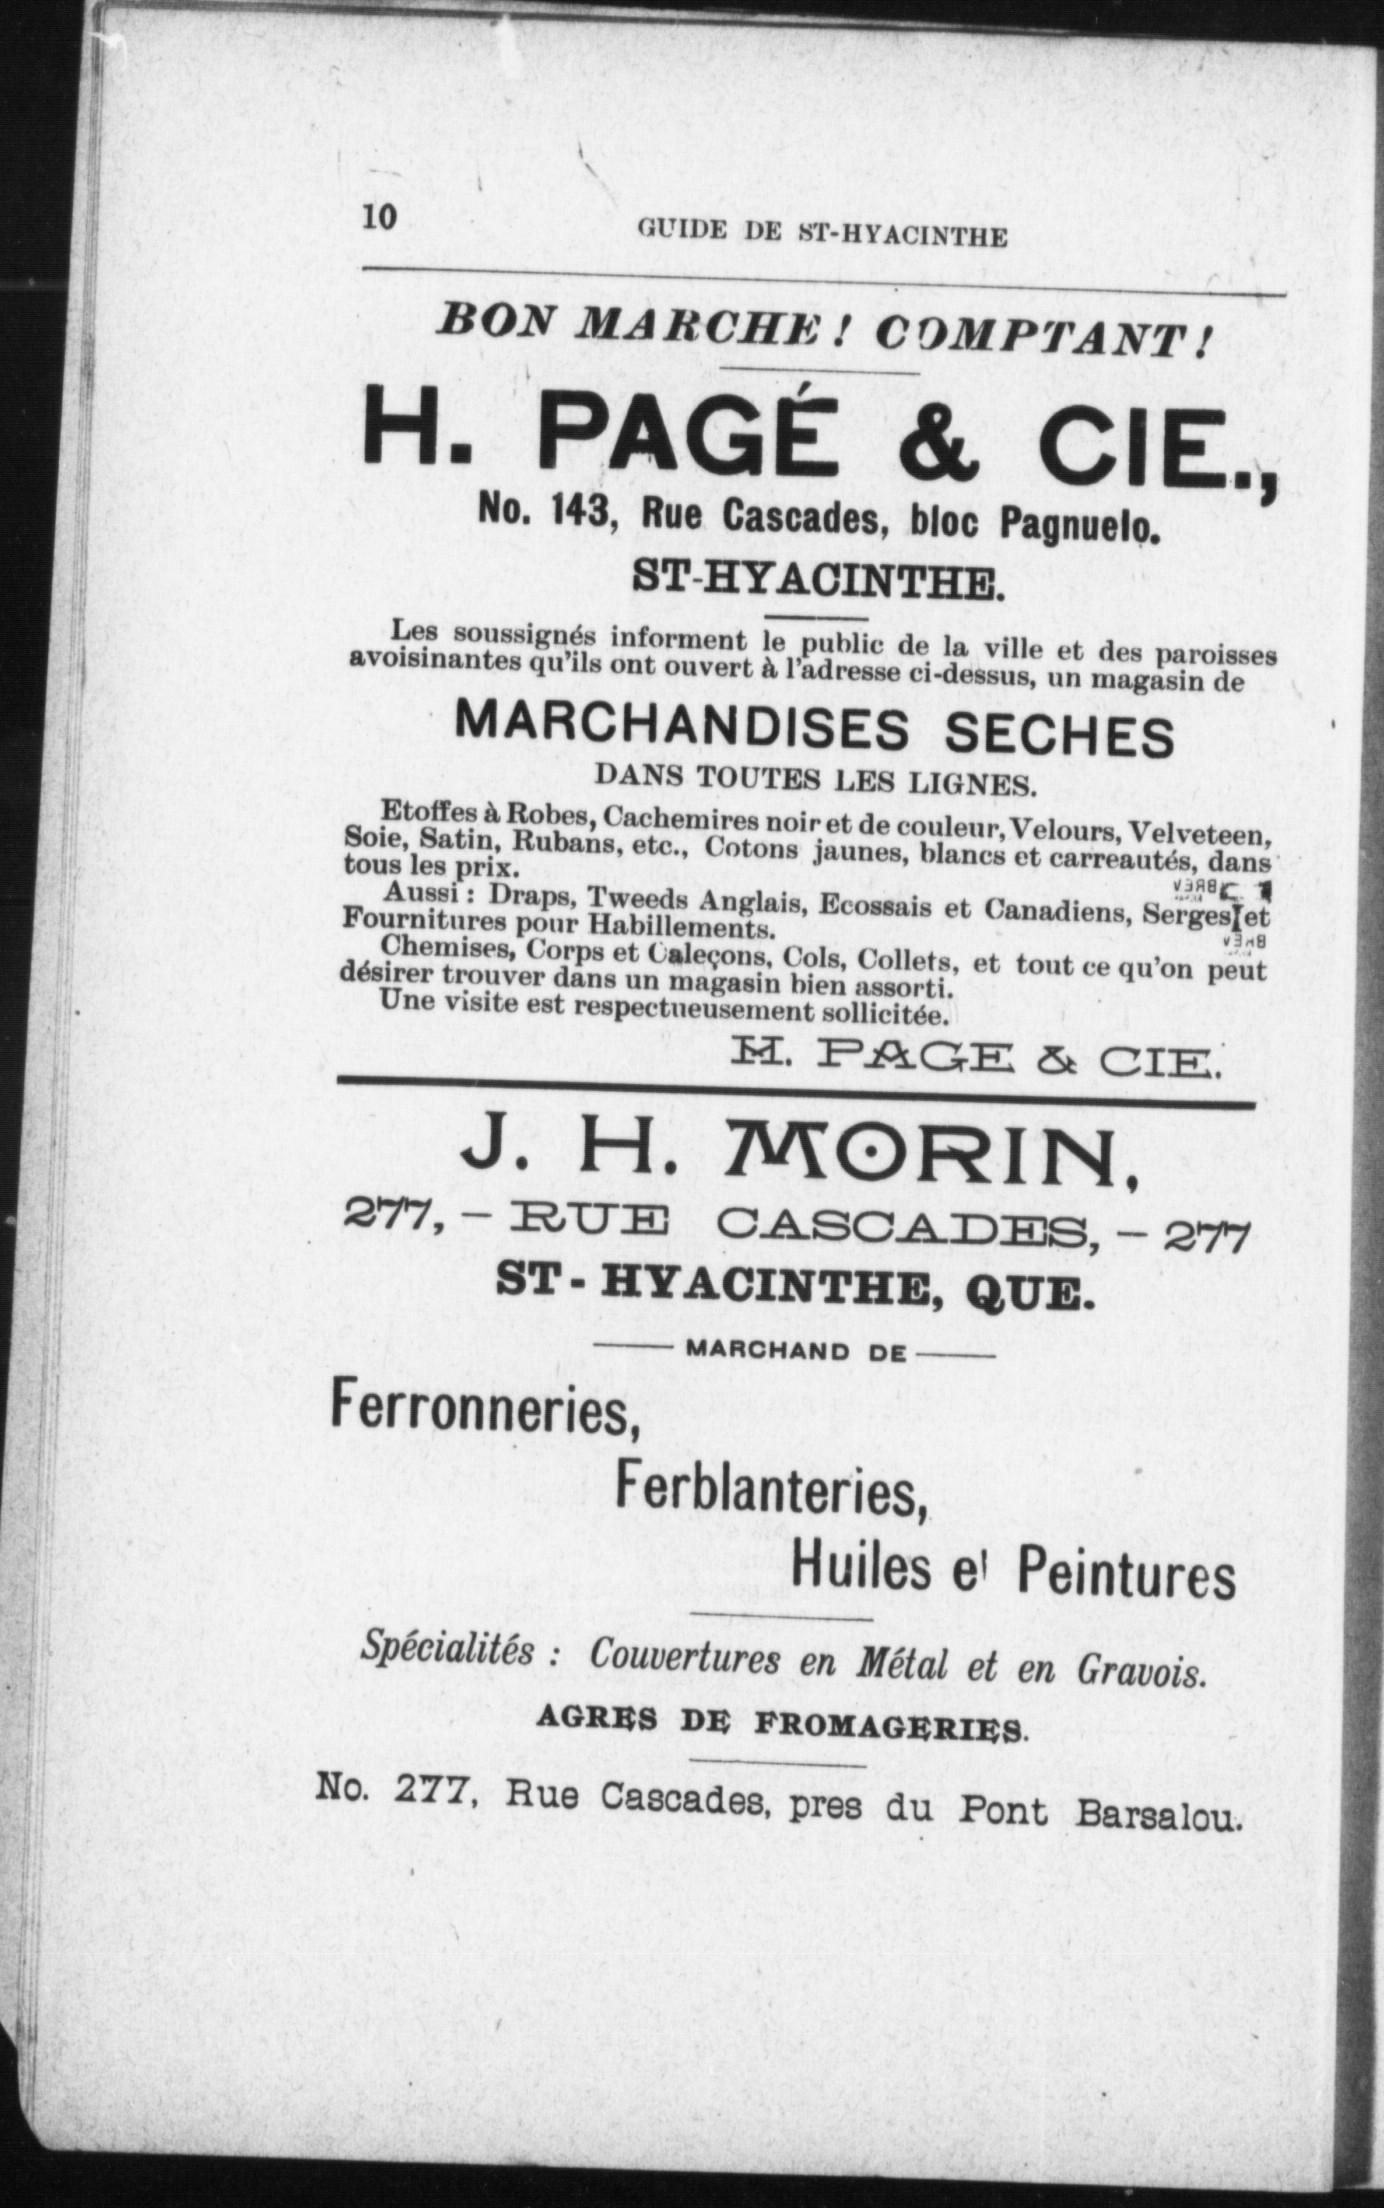 10
GUIDE DE ST-HYACINTHE
BON MARCHE ! COMPTANT !
H. PAGÉ & CIE.,
No. 143, Rue Cascades, bloc Pagnuelo.
ST-HYACINTHE.
Les soussignés informent le public de la ville et des paroisses
avoisinantes qu'ils ont ouvert à l'adresse ci-dessus, un magasin de
MARCHANDISES SECHES
DANS TOUTES LES LIGNES.
Etoffes à Robes, Cachemires noir et de couleur, Velours, Velveteen,
Soie, Satin, Rubans, etc., Cotons jaunes, blancs et carreautés, dans
tous les prix.
Aussi : Draps, Tweeds Anglais, Ecossais et Canadiens, Serges et
Fournitures pour Habillements.
Chemises, Corps et Caleçons, Cols, Collets, et tout ce qu'on peut
désirer trouver dans un magasin bien assorti.
Une visite est respectueusement sollicitée.
H. PAGE & CIE.
J. H. MORIN,
277, – RUE CASCADES, – 277
ST-HYACINTHE, QUE.
MARCHAND DE
Ferronneries,
Ferblanteries,
Huiles et Peintures
Spécialités : Couvertures en Métal et en Gravois.
AGRES DE FROMAGERIES.
No. 277, Rue Cascades, pres du Pont Barsalou.